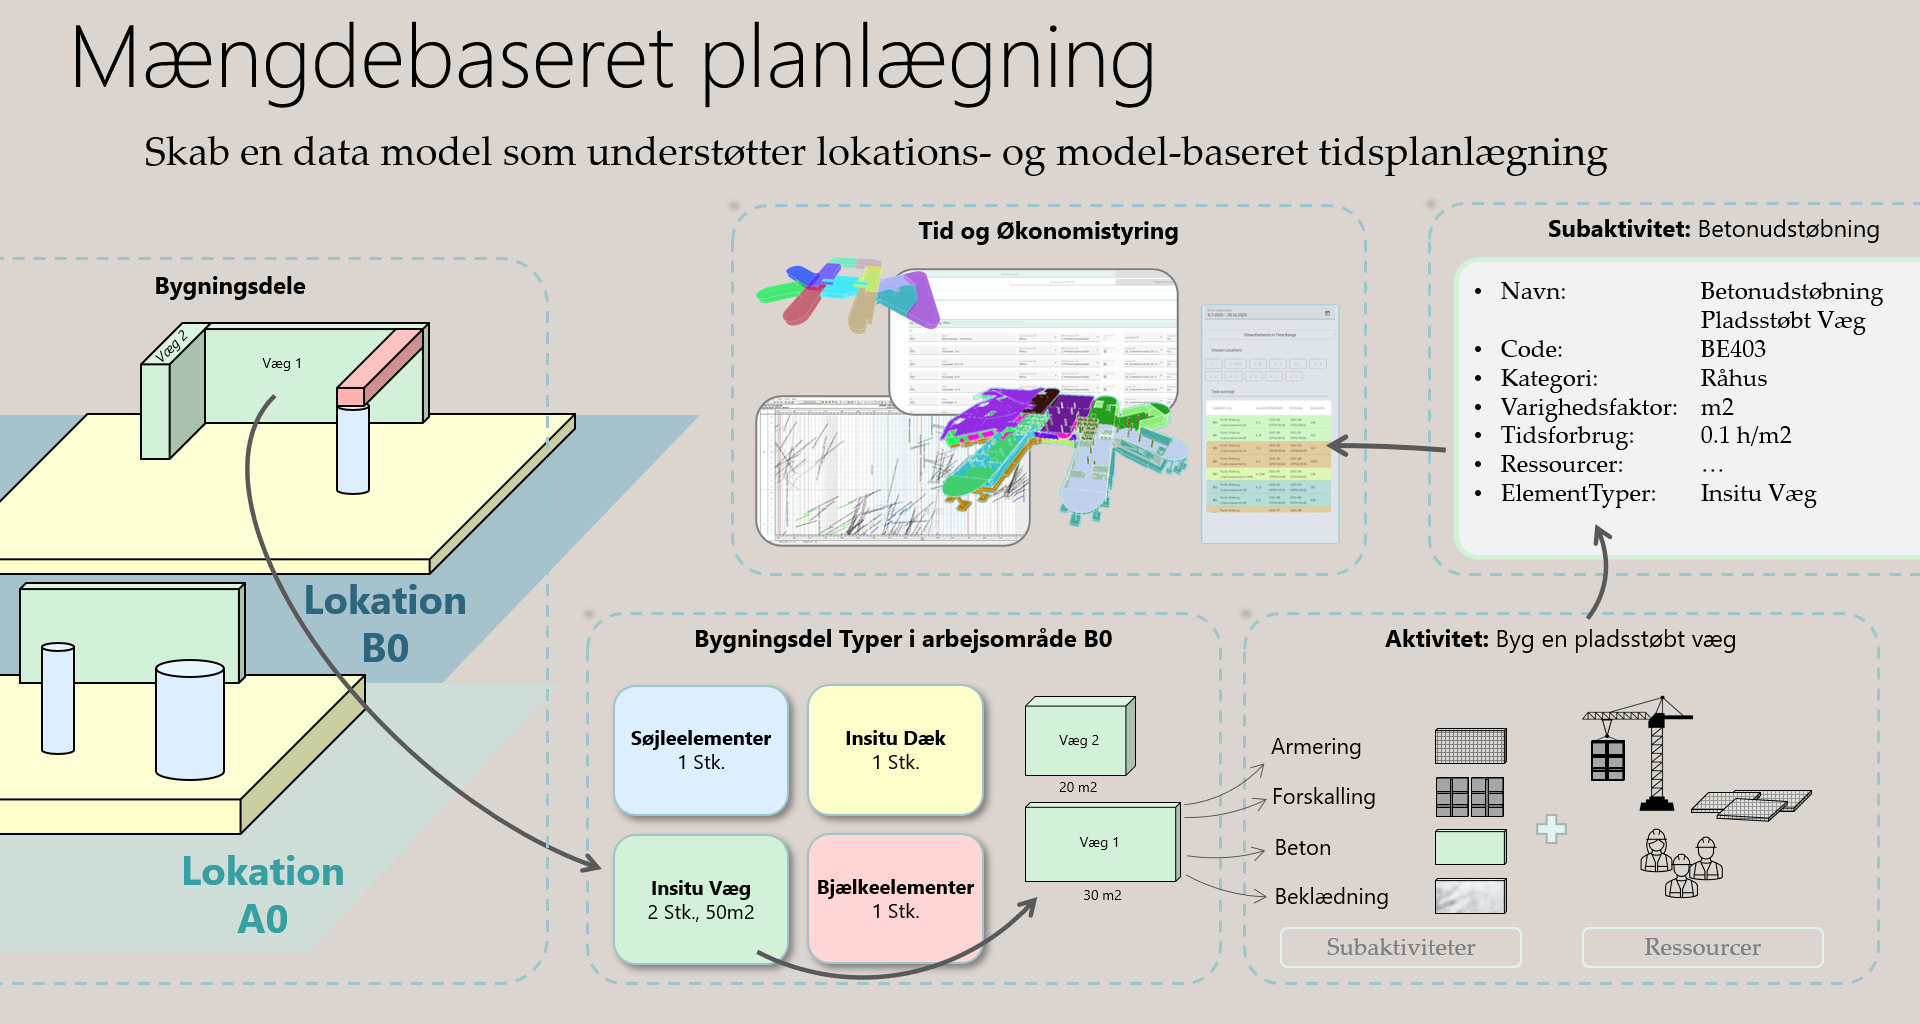 Mængdebaseret planlægning
Skab en data model som understøtter lokations- og model-baseret tidsplanlægning
Bygningsdele
Væg 2
Væg 1
Lokation
B0
Lokation
A0
Tid og Økonomistyring
Subaktivitet: Betonudstøbning
• Navn: Betonudstøbning
Pladsstøbt Væg
• Code: BE403
• Kategori: Råhus
• Varighedsfaktor: m2
• Tidsforbrug: 0.1 h/m2
• Ressourcer: …
• ElementTyper: Insitu Væg
Bygningsdel Typer i arbejsområde B0
Søjleelementer
1 Stk.
Insitu Dæk
1 Stk.
Insitu Væg
2 Stk., 50m2
Bjælkeelementer
1 Stk.
Væg 2
20 m2
Væg 1
30 m2
Aktivitet: Byg en pladsstøbt væg
Armering
Forskalling
Beton
Beklædning
Subaktiviteter
Ressourcer